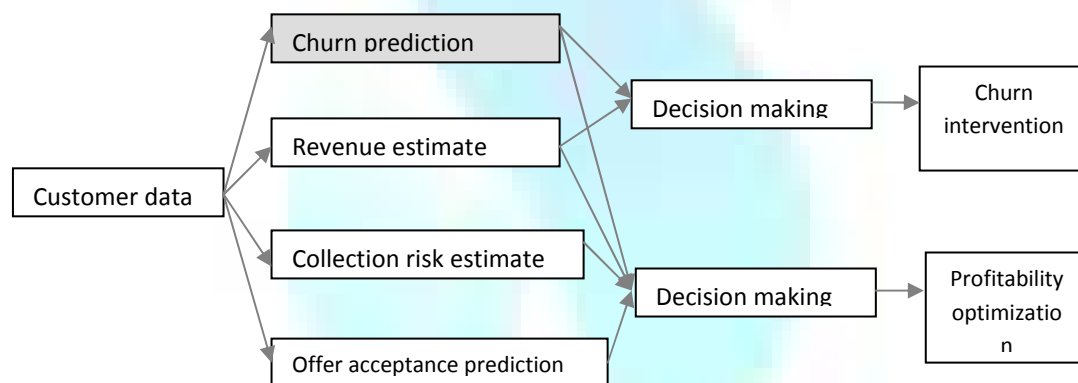 Customer data
Churn prediction
Revenue estimate
Collection risk estimate
Offer acceptance prediction
Decision making
Decision making
Churn
intervention
Profitability
optimizatio
n